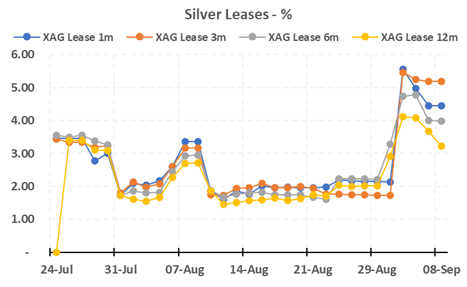 Silver Leases - %
XAG Lease 1m XAG Lease 3m XAG Lease 6m XAG Lease 12m
6.00
5.00
4.00
3.00
2.00
1.00
-
24-Jul 31-Jul 07-Aug 14-Aug 21-Aug 29-Aug 08-Sep